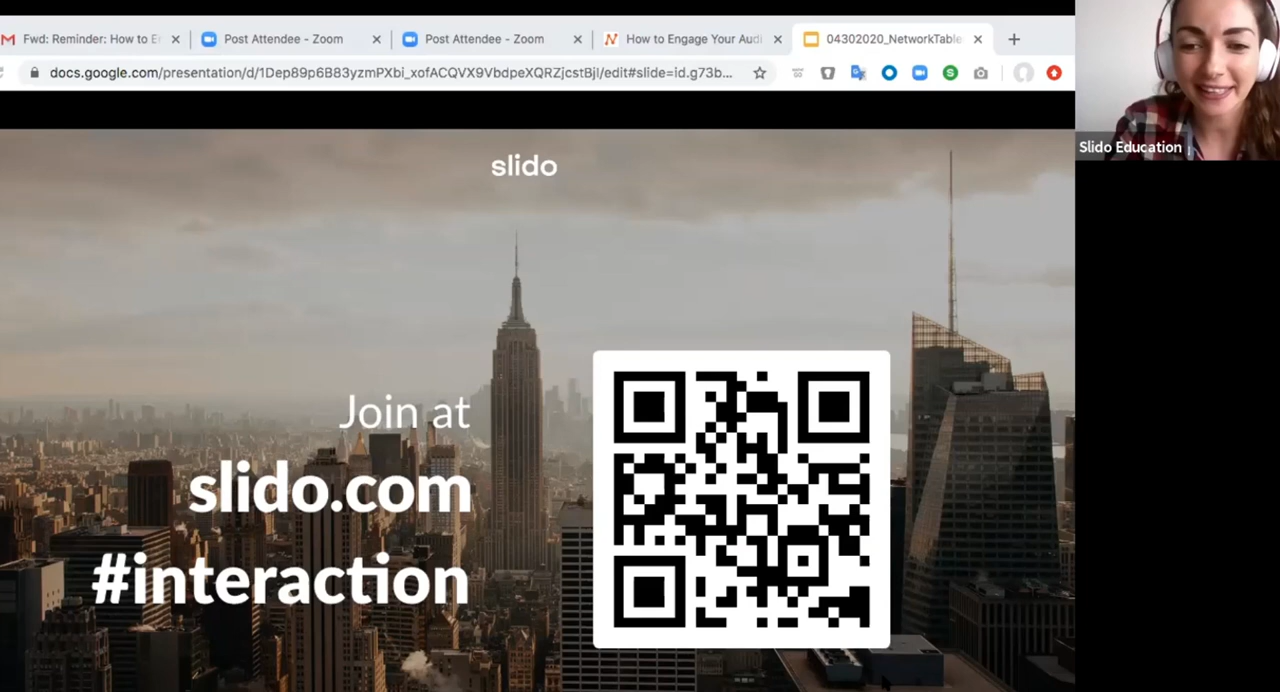 Fwd: Reminder: How to E
Post Attendee - Zoom
Post Attendee - Zoom
How to Engage Your Audi
04302020_NetworkTable
docs.google.com/presentation/d/1Dep89p6B83yzmPXbi_xofACQVX9VbdpeXQRZjcstBjI/edit#slide=id.g73b...
Slido Education
slido
Join at
slido.com
#interaction